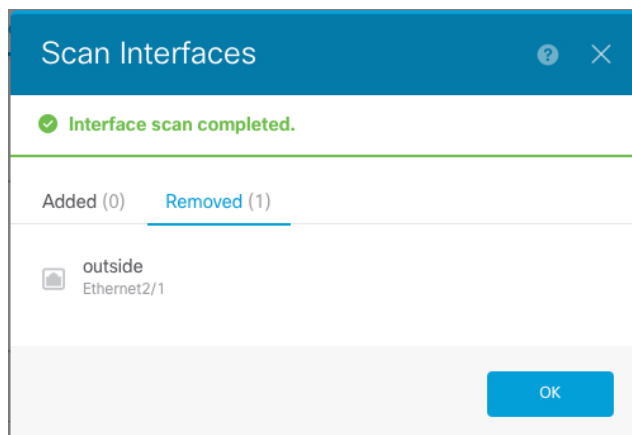 Scan Interfaces
Interface scan completed.
Added (0) Removed (1)
outside
Ethernet2/1
OK